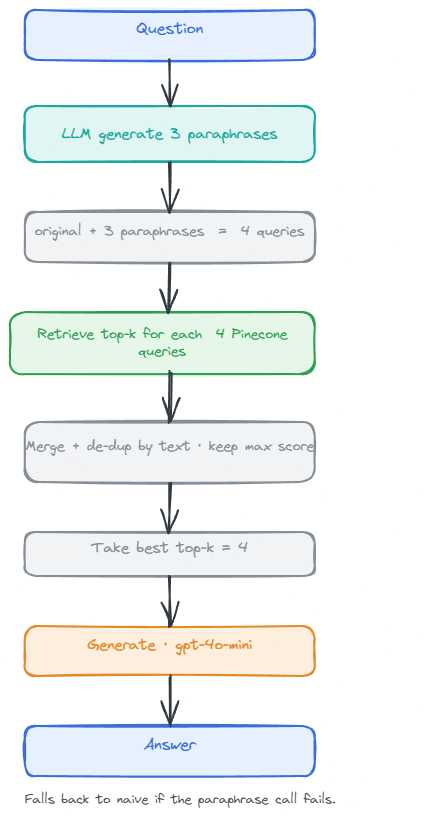 Question
LLM generate 3 paraphrases
original + 3 paraphrases = 4 queries
Retrieve top-k for each 4 Pinecone
queries
Merge + de-dup by text · keep max score
Take best top-k = 4
Generate · gpt-4o-mini
Answer
Falls back to naive if the paraphrase call fails.